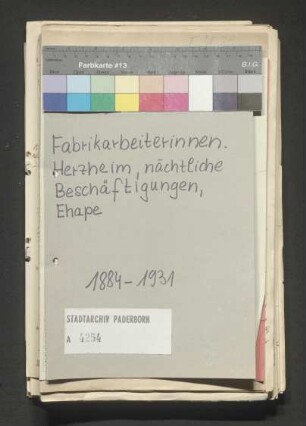 Farbkarte #13
B.I.G.
Fabrikarbeiterinnen.
Herzheim, nächtliche
Beschäftigungen,
Ehape
1884-1931
STADTARCHIV PADERBORN
A 4254